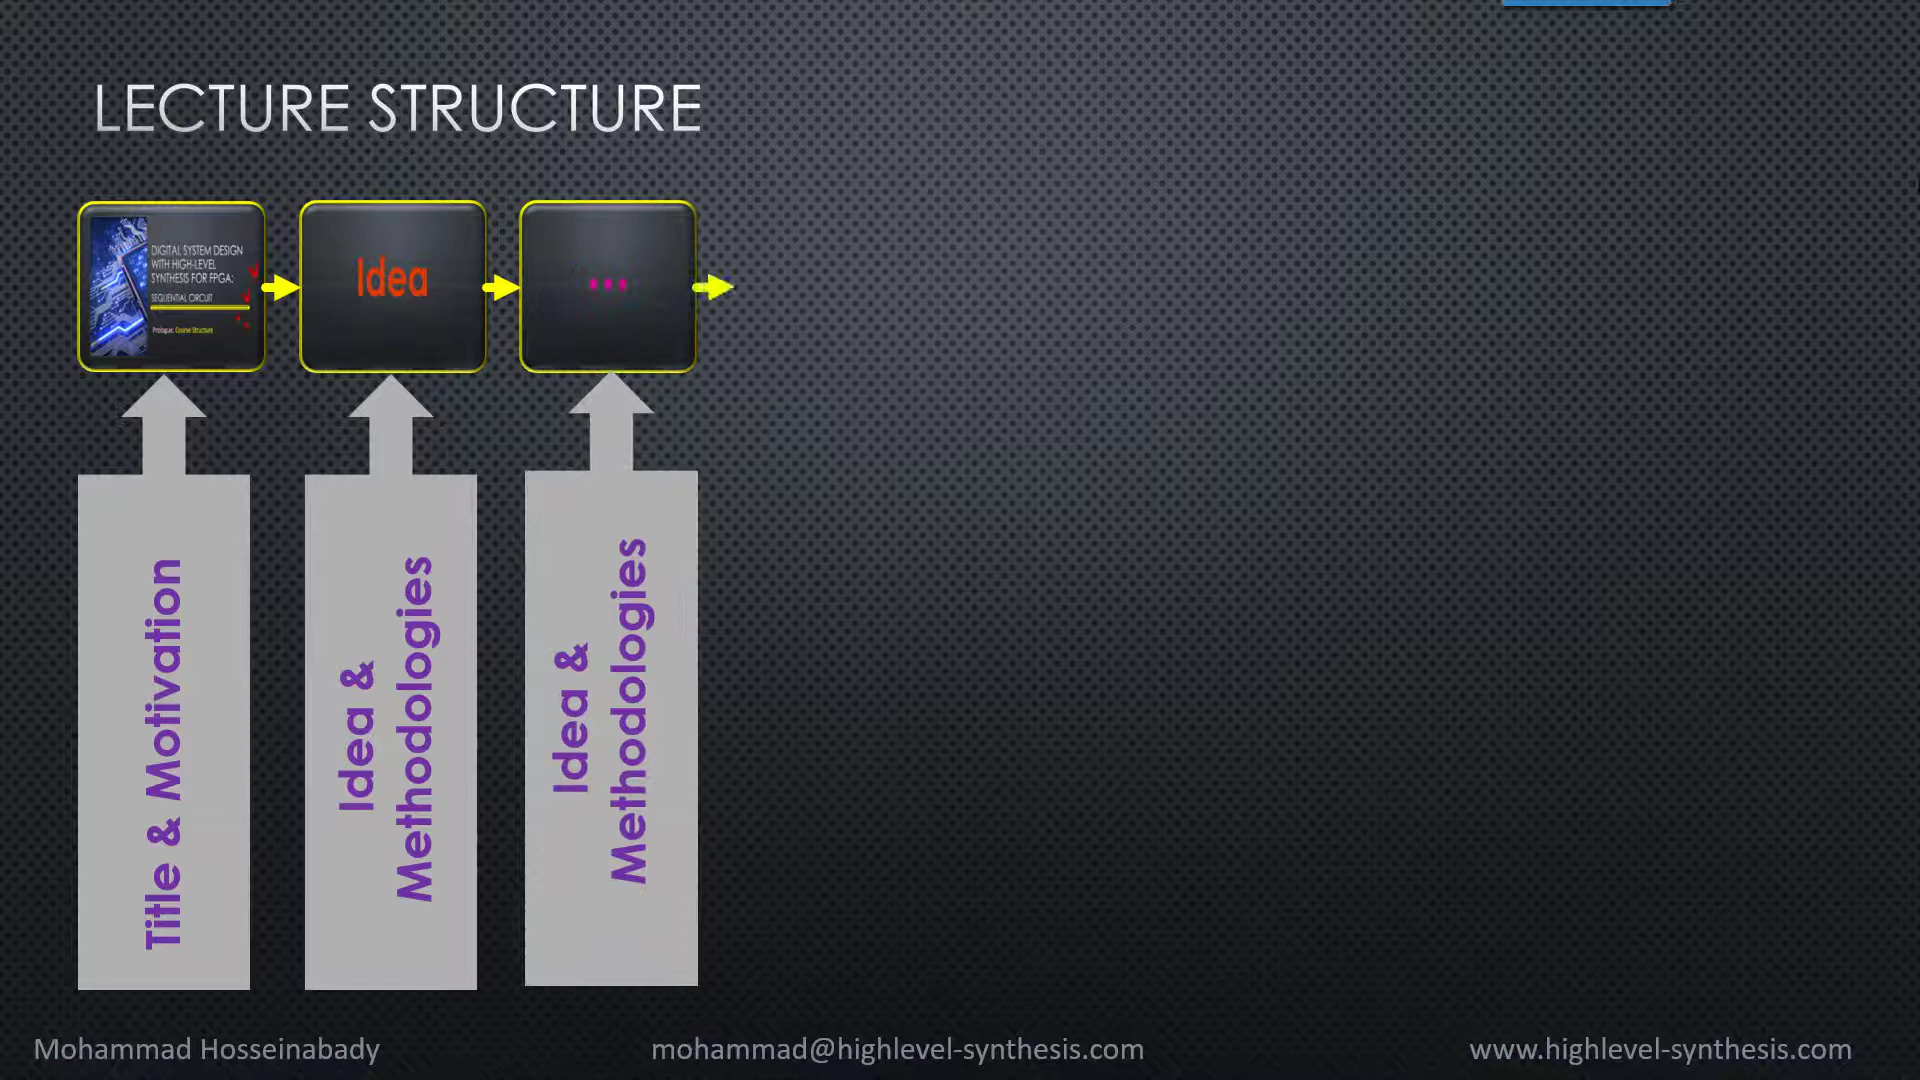 LECTURE STRUCTURE
DIGITAL SYSTEM DESIGN
WITH HIGH-LEVEL
SYNTHESIS FOR FPGA:
SEQUENTIAL CIRCUIT
Prologue: Course Structure
Idea
...
Title & Motivation
Idea &
Methodologies
Idea &
Methodologies
Mohammad Hosseinabady
mohammad@highlevel-synthesis.com
www.highlevel-synthesis.com